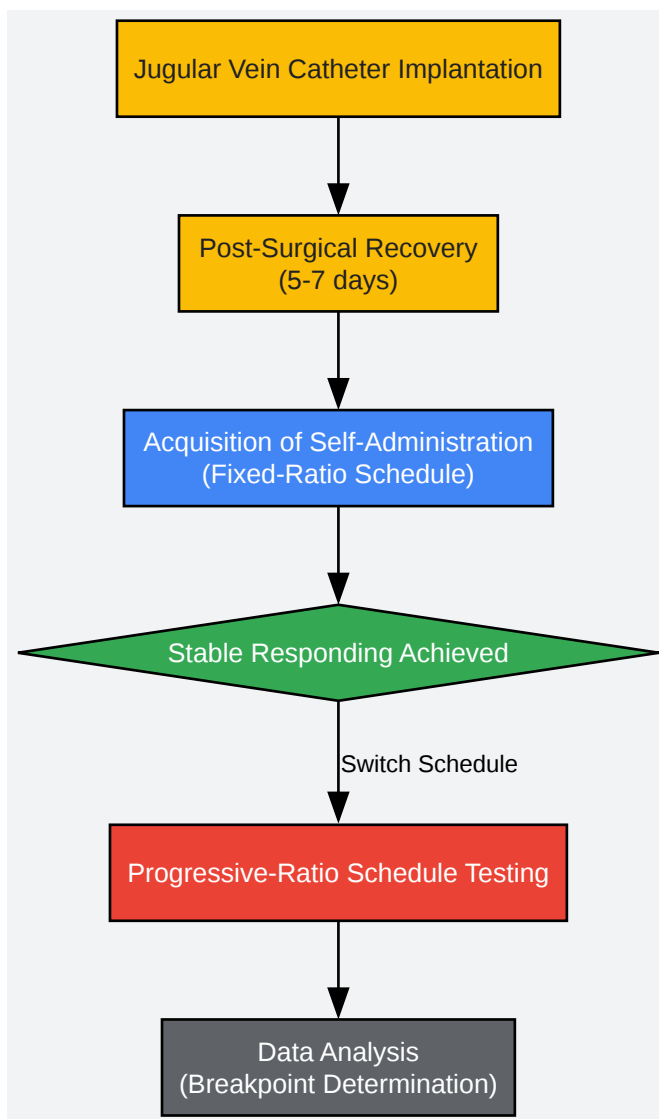 Jugular Vein Catheter Implantation
Post-Surgical Recovery
(5-7 days)
Acquisition of Self-Administration
(Fixed-Ratio Schedule)
Stable Responding Achieved
Switch Schedule
Progressive-Ratio Schedule Testing
Data Analysis
(Breakpoint Determination)